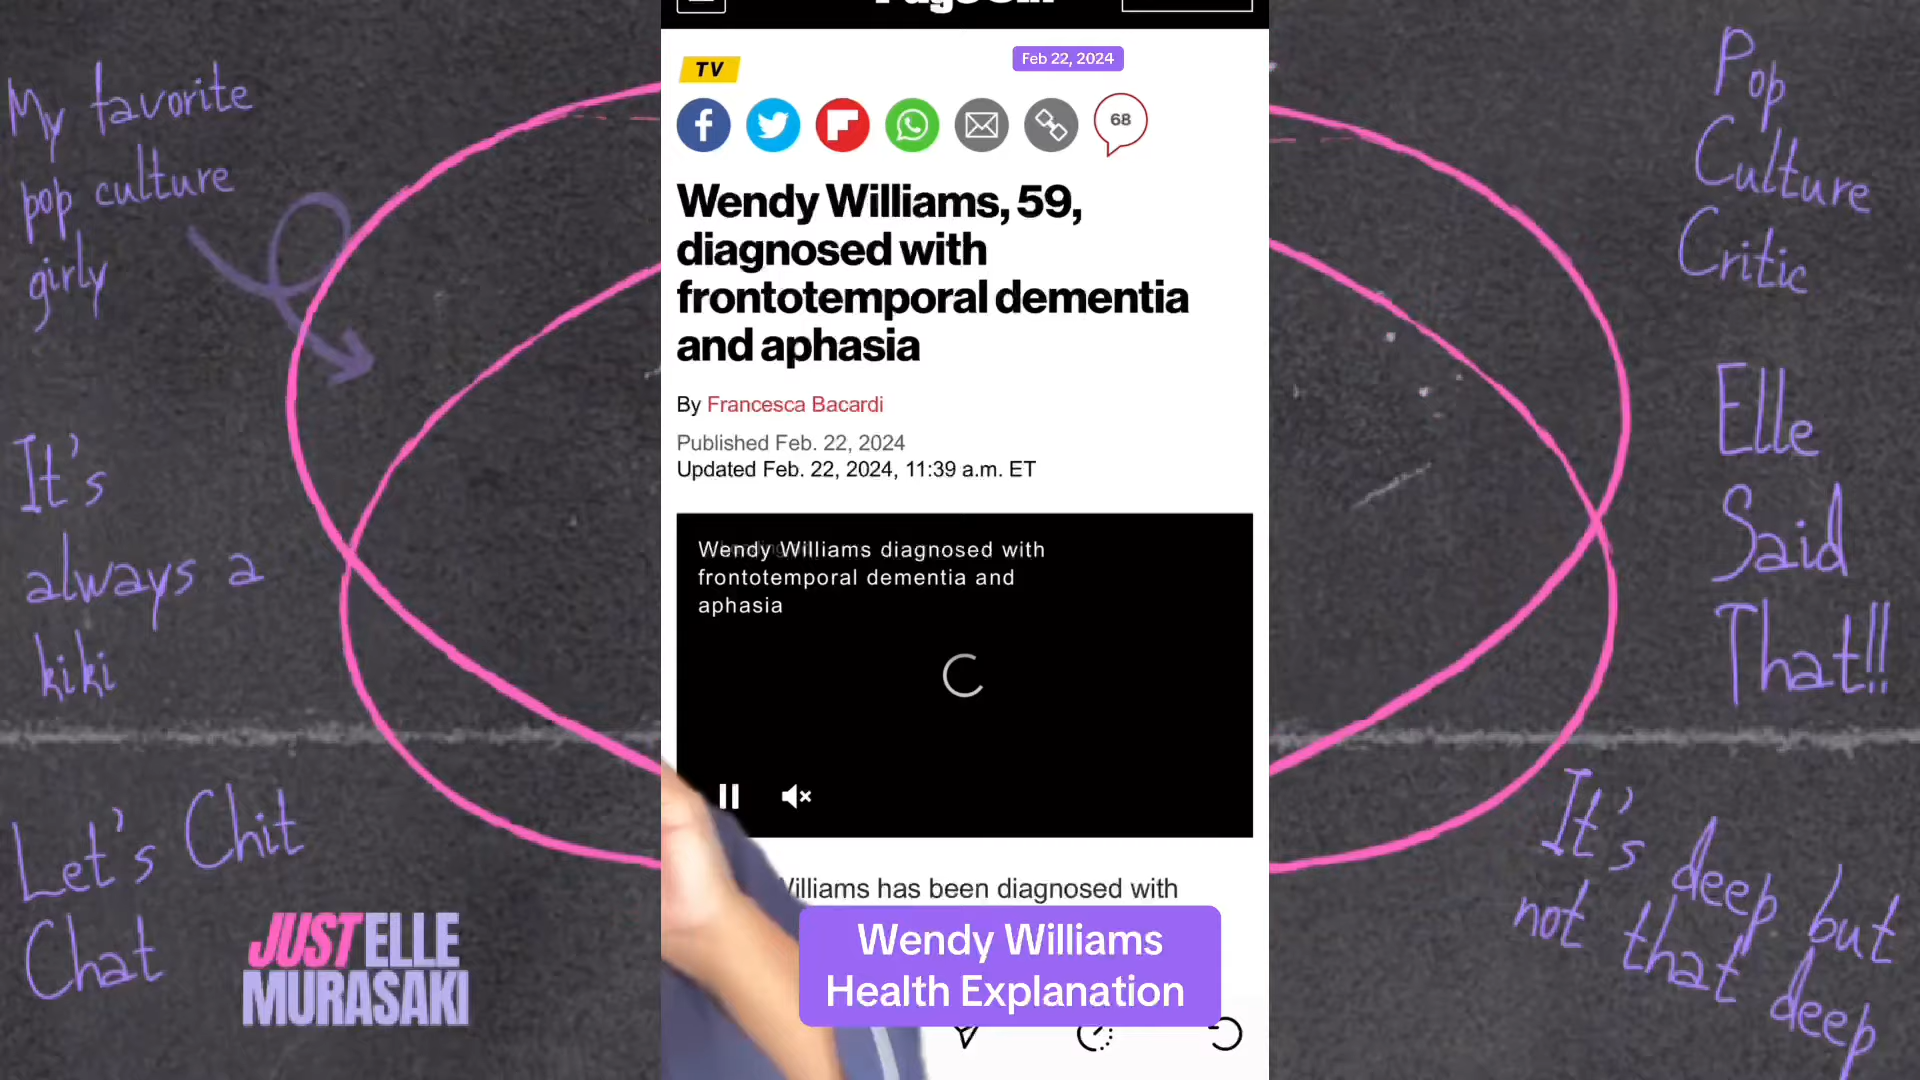 My favorite
pop culture
girly
It's
always a
kiki
Let's Chit
Chat
JUST ELLE
MURASAKI
TV
Feb 22, 2024
68
Wendy Williams, 59,
diagnosed with
frontotemporal dementia
and aphasia
By Francesca Bacardi
Published Feb. 22, 2024
Updated Feb. 22, 2024, 11:39 a.m. ET
Wendy Williams diagnosed with
frontotemporal dementia and
aphasia
Williams has been diagnosed with
Wendy Williams
Health Explanation
Pop
Culture
Critic
Elle
Said
That!!
It's deep but
not that deep